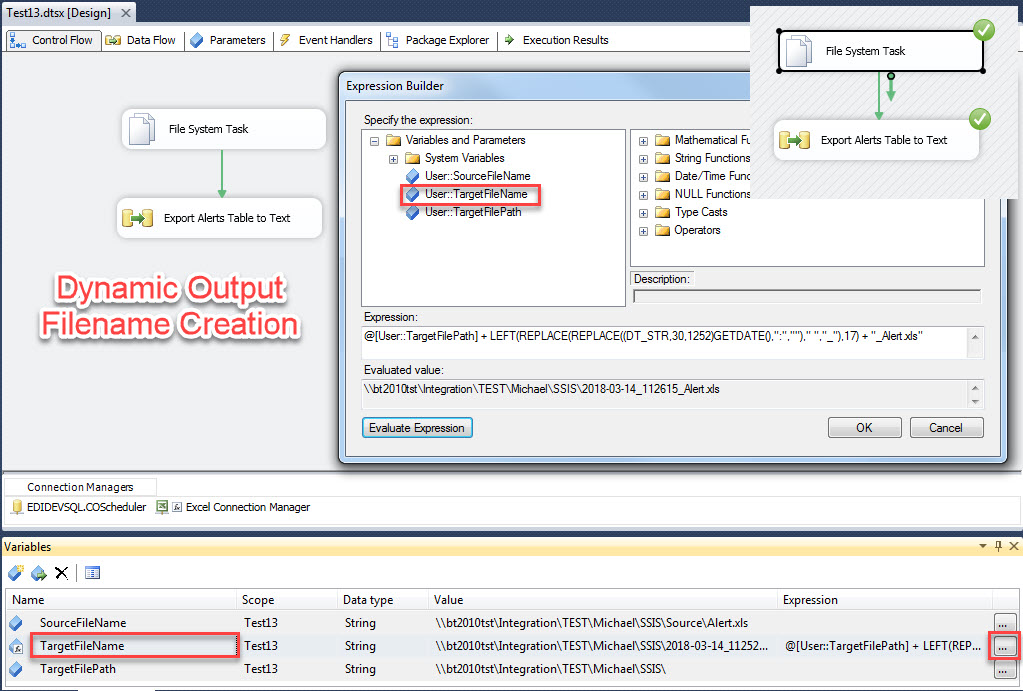 Test13.dtsx [Design]
Control Flow Data Flow Parameters Event Handlers Package Explorer Execution Results
File System Task
Export Alerts Table to Text
Dynamic Output
Filename Creation
Expression Builder
Specify the expression:
Variables and Parameters
System Variables
User::SourceFileName
User::TargetFileName
User::TargetFilePath
Mathematical Fu
String Functions
Date/Time Func
NULL Functions
Type Casts
Operators
Description:
Expression:
@[User::TargetFilePath] + LEFT(REPLACE(REPLACE((DT_STR,30,1252)GETDATE(),":","")," ","_"),17) + "_Alert.xls"
Evaluated value:
\\bt2010tst\Integration\TEST\Michael\SSIS\2018-03-14_112615_Alert.xls
Evaluate Expression OK Cancel
File System Task
Export Alerts Table to Text
Connection Managers
EDIDEVSQL.COScheduler Excel Connection Manager
Variables
Name Scope Data type Value Expression
SourceFileName Test13 String \\bt2010tst\Integration\TEST\Michael\SSIS\Source\Alert.xls ...
TargetFileName Test13 String \\bt2010tst\Integration\TEST\Michael\SSIS\2018-03-14_11252... @[User::TargetFilePath] + LEFT(REP... ...
TargetFilePath Test13 String \\bt2010tst\Integration\TEST\Michael\SSIS\ ...